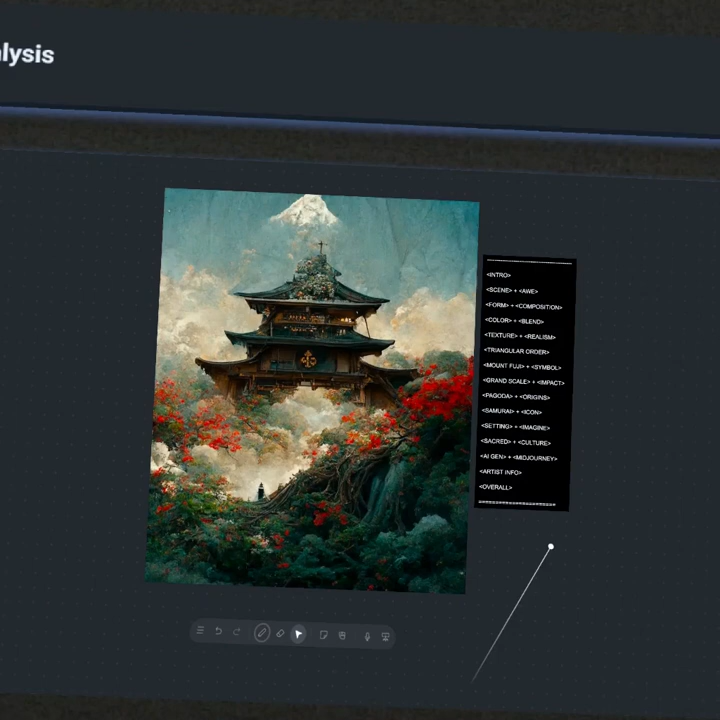 lysis
<INTRO>
<SCENE> + <AWE>
<FORM> + <COMPOSITION>
<COLOR> + <BLEND>
<TEXTURE> + <REALISM>
<TRIANGULAR ORDER>
<MOUNT FUJI> + <SYMBOL>
<GRAND SCALE> + <IMPACT>
<PAGODA> + <ORIGINS>
<SAMURAI> + <ICON>
<SETTING> + <IMAGINE>
<SACRED> + <CULTURE>
<AI GEN> + <MIDJOURNEY>
<ARTIST INFO>
<OVERALL>